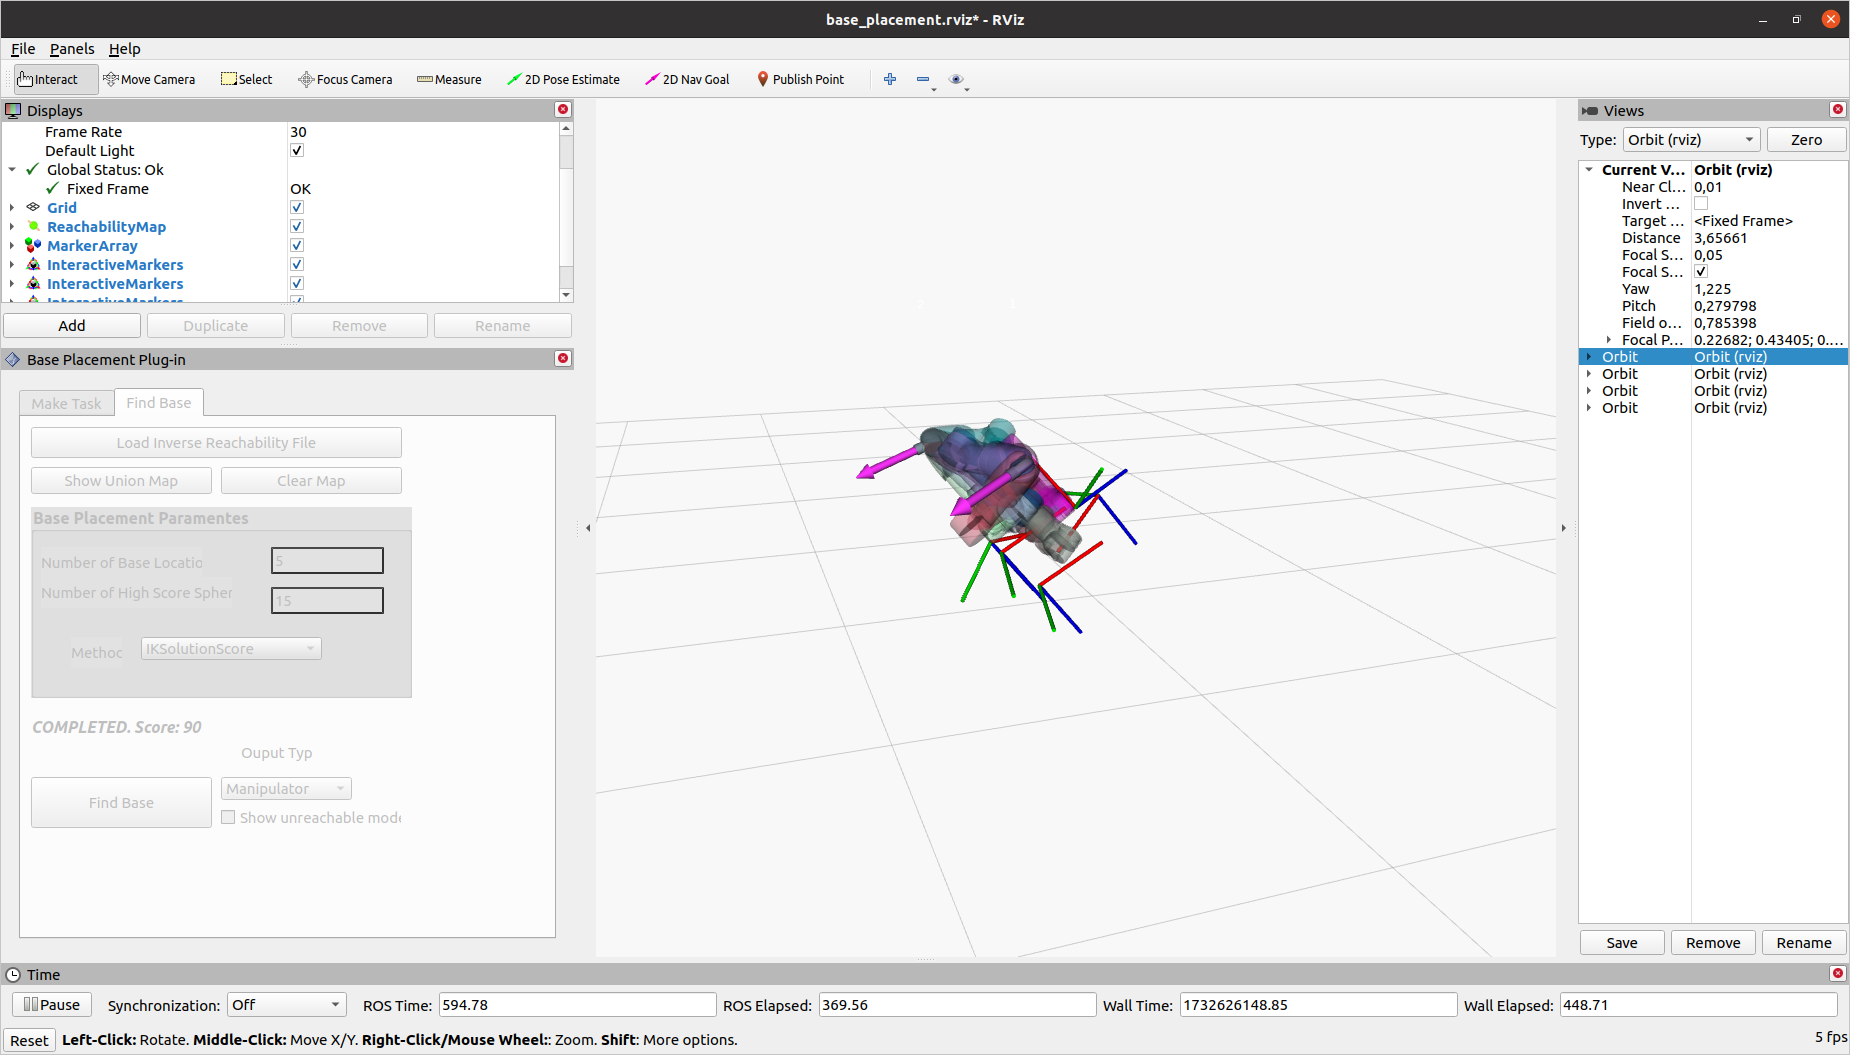 base_placement.rviz* - RViz
File Panels Help
Interact Move Camera Select Focus Camera Measure 2D Pose Estimate 2D Nav Goal Publish Point
Displays
Frame Rate 30
Default Light
Global Status: Ok
Fixed Frame OK
Grid
ReachabilityMap
MarkerArray
InteractiveMarkers
InteractiveMarkers
InteractiveMarkers
Add Duplicate Remove Rename
Base Placement Plug-in
Make Task Find Base
Load Inverse Reachability File
Show Union Map Clear Map
Base Placement Paramentes
Number of Base Locatio 5
Number of High Score Spher 15
Methoc IKSolutionScore
COMPLETED. Score: 90
Ouput Typ
Find Base Manipulator
Show unreachable mode
Views
Type: Orbit (rviz) Zero
Current V... Orbit (rviz)
Near Cl... 0,01
Invert ...
Target ... <Fixed Frame>
Distance 3,65661
Focal S... 0,05
Focal S...
Yaw 1,225
Pitch 0,279798
Field o... 0,785398
Focal P... 0.22682; 0.43405; 0....
Orbit Orbit (rviz)
Orbit Orbit (rviz)
Orbit Orbit (rviz)
Orbit Orbit (rviz)
Save Remove Rename
Time
Pause Synchronization: Off ROS Time: 594.78 ROS Elapsed: 369.56 Wall Time: 1732626148.85 Wall Elapsed: 448.71
Reset Left-Click: Rotate. Middle-Click: Move X/Y. Right-Click/Mouse Wheel:: Zoom. Shift: More options. 5 fps